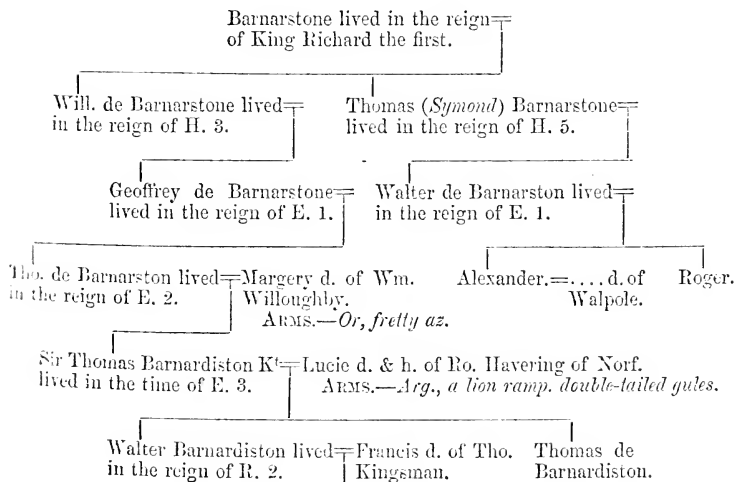 Barnarstone lived in the reign
of King Richard the first.
Will. de Barnarstone lived
in the reign of H. 3.
Thomas (Symond) Barnarstone
lived in the reign of H. 5.
Geoffrey de Barnarstone
lived in the reign of E. 1.
Walter de Barnarston lived
in the reign of E. 1.
Tho. de Barnarston lived
in the reign of E. 2.
Margery d. of Wm.
Willoughby.
ARMS.—Or, fretty az.
Alexander.=....d. of
Walpole.
Roger.
Sir Thomas Barnardiston Kt
lived in the time of E. 3.
Lucie d. & h. of Ro. Havering of Norf.
ARMS.—Arg., a lion ramp. double-tailed gules.
Walter Barnardiston lived
in the reign of R. 2.
Francis d. of Tho.
Kingsman.
Thomas de
Barnardiston.